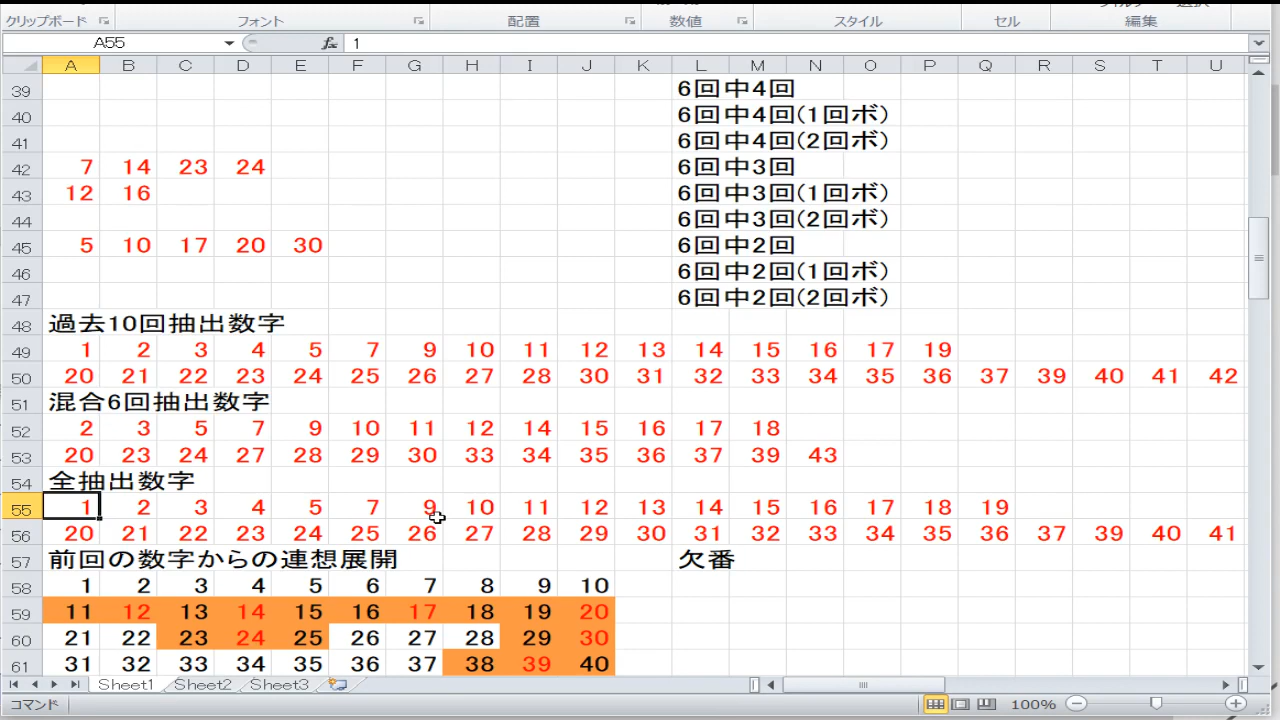 クリップボード フォント 配置 数値 スタイル セル 編集
A55 fx 1
A B C D E F G H I J K L M N O P Q R S T U
39 6回中4回
40 6回中4回(1回ボ)
41 6回中4回(2回ボ)
42 7 14 23 24 6回中3回
43 12 16 6回中3回(1回ボ)
44 6回中3回(2回ボ)
45 5 10 17 20 30 6回中2回
46 6回中2回(1回ボ)
47 6回中2回(2回ボ)
48 過去10回抽出数字
49 1 2 3 4 5 7 9 10 11 12 13 14 15 16 17 19
50 20 21 22 23 24 25 26 27 28 30 31 32 33 34 35 36 37 39 40 41 42
51 混合6回抽出数字
52 2 3 5 7 9 10 11 12 14 15 16 17 18
53 20 23 24 27 28 29 30 33 34 35 36 37 39 43
54 全抽出数字
55 1 2 3 4 5 7 9 10 11 12 13 14 15 16 17 18 19
56 20 21 22 23 24 25 26 27 28 29 30 31 32 33 34 35 36 37 39 40 41
57 前回の数字からの連想展開 欠番
58 1 2 3 4 5 6 7 8 9 10
59 11 12 13 14 15 16 17 18 19 20
60 21 22 23 24 25 26 27 28 29 30
61 31 32 33 34 35 36 37 38 39 40
Sheet1 Sheet2 Sheet3
コマンド 100%